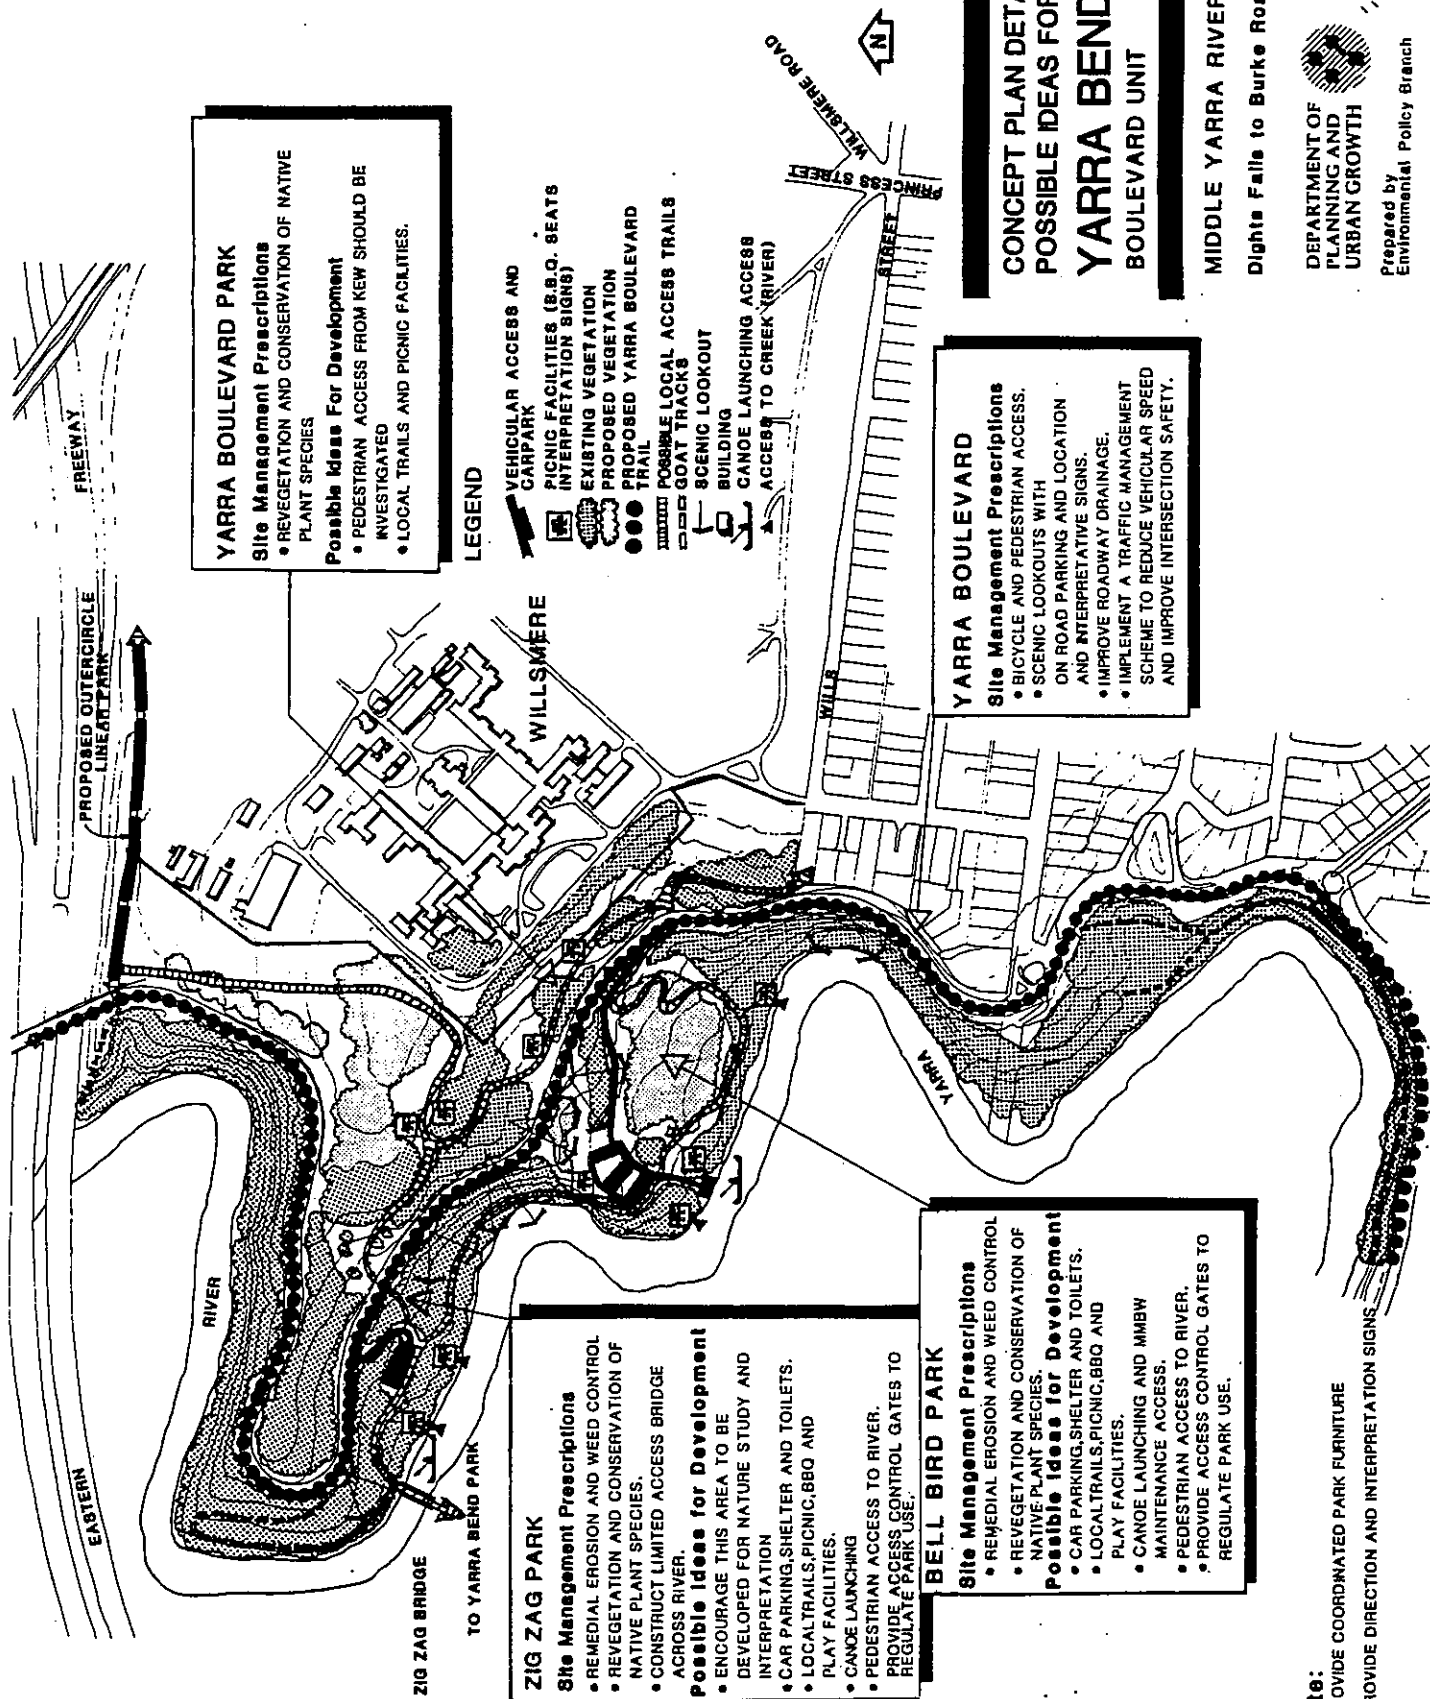 YARRA BOULEVARD PARK
Site Management Prescriptions
• REVEGETATION AND CONSERVATION OF NATIVE
PLANT SPECIES
Possible Ideas For Development
• PEDESTRIAN ACCESS FROM KEW SHOULD BE
INVESTIGATED
• LOCAL TRAILS AND PICNIC FACILITIES.
LEGEND
VEHICULAR ACCESS AND
CARPARK
PICNIC FACILITIES (B.B.Q. SEATS
INTERPRETATION SIGNS)
EXISTING VEGETATION
PROPOSED VEGETATION
PROPOSED YARRA BOULEVARD
TRAIL
POSSIBLE LOCAL ACCESS TRAILS
GOAT TRACKS
SCENIC LOOKOUT
BUILDING
CANOE LAUNCHING ACCESS
ACCESS TO CREEK (RIVER)
FREEWAY
PROPOSED OUTERCIRCLE
LINEAR PARK
WILLSMERE
WILLSMERE ROAD
PRINCESS STREET
WILLS
STREET
N
EASTERN
RIVER
YARRA
ZIG ZAG BRIDGE
TO YARRA BEND PARK
ZIG ZAG PARK
Site Management Prescriptions
• REMEDIAL EROSION AND WEED CONTROL
• REVEGETATION AND CONSERVATION OF
NATIVE PLANT SPECIES.
• CONSTRUCT LIMITED ACCESS BRIDGE
ACROSS RIVER.
Possible Ideas for Development
• ENCOURAGE THIS AREA TO BE
DEVELOPED FOR NATURE STUDY AND
INTERPRETATION
• CAR PARKING,SHELTER AND TOILETS.
• LOCALTRAILS,PICNIC,BBQ AND
PLAY FACILITIES.
• CANOE LAUNCHING
• PEDESTRIAN ACCESS TO RIVER.
PROVIDE ACCESS CONTROL GATES TO
REGULATE PARK USE.
BELL BIRD PARK
Site Management Prescriptions
• REMEDIAL EROSION AND WEED CONTROL
• REVEGETATION AND CONSERVATION OF
NATIVE PLANT SPECIES.
Possible Ideas for Development
• CAR PARKING,SHELTER AND TOILETS.
• LOCALTRAILS,PICNIC,BBQ AND
PLAY FACILITIES.
• CANOE LAUNCHING AND MMBW
MAINTENANCE ACCESS.
• PEDESTRIAN ACCESS TO RIVER.
• PROVIDE ACCESS CONTROL GATES TO
REGULATE PARK USE.
YARRA BOULEVARD
Site Management Prescriptions
• BICYCLE AND PEDESTRIAN ACCESS.
• SCENIC LOOKOUTS WITH
ON ROAD PARKING AND LOCATION
AND INTERPRETATIVE SIGNS.
• IMPROVE ROADWAY DRAINAGE.
• IMPLEMENT A TRAFFIC MANAGEMENT
SCHEME TO REDUCE VEHICULAR SPEED
AND IMPROVE INTERSECTION SAFETY.
CONCEPT PLAN DETA
POSSIBLE IDEAS FOR
YARRA BEND
BOULEVARD UNIT
MIDDLE YARRA RIVER
Dights Falls to Burke Roa
DEPARTMENT OF
PLANNING AND
URBAN GROWTH
Prepared by
Environmental Policy Branch
te:
OVIDE COORDINATED PARK FURNITURE
ROVIDE DIRECTION AND INTERPRETATION SIGNS